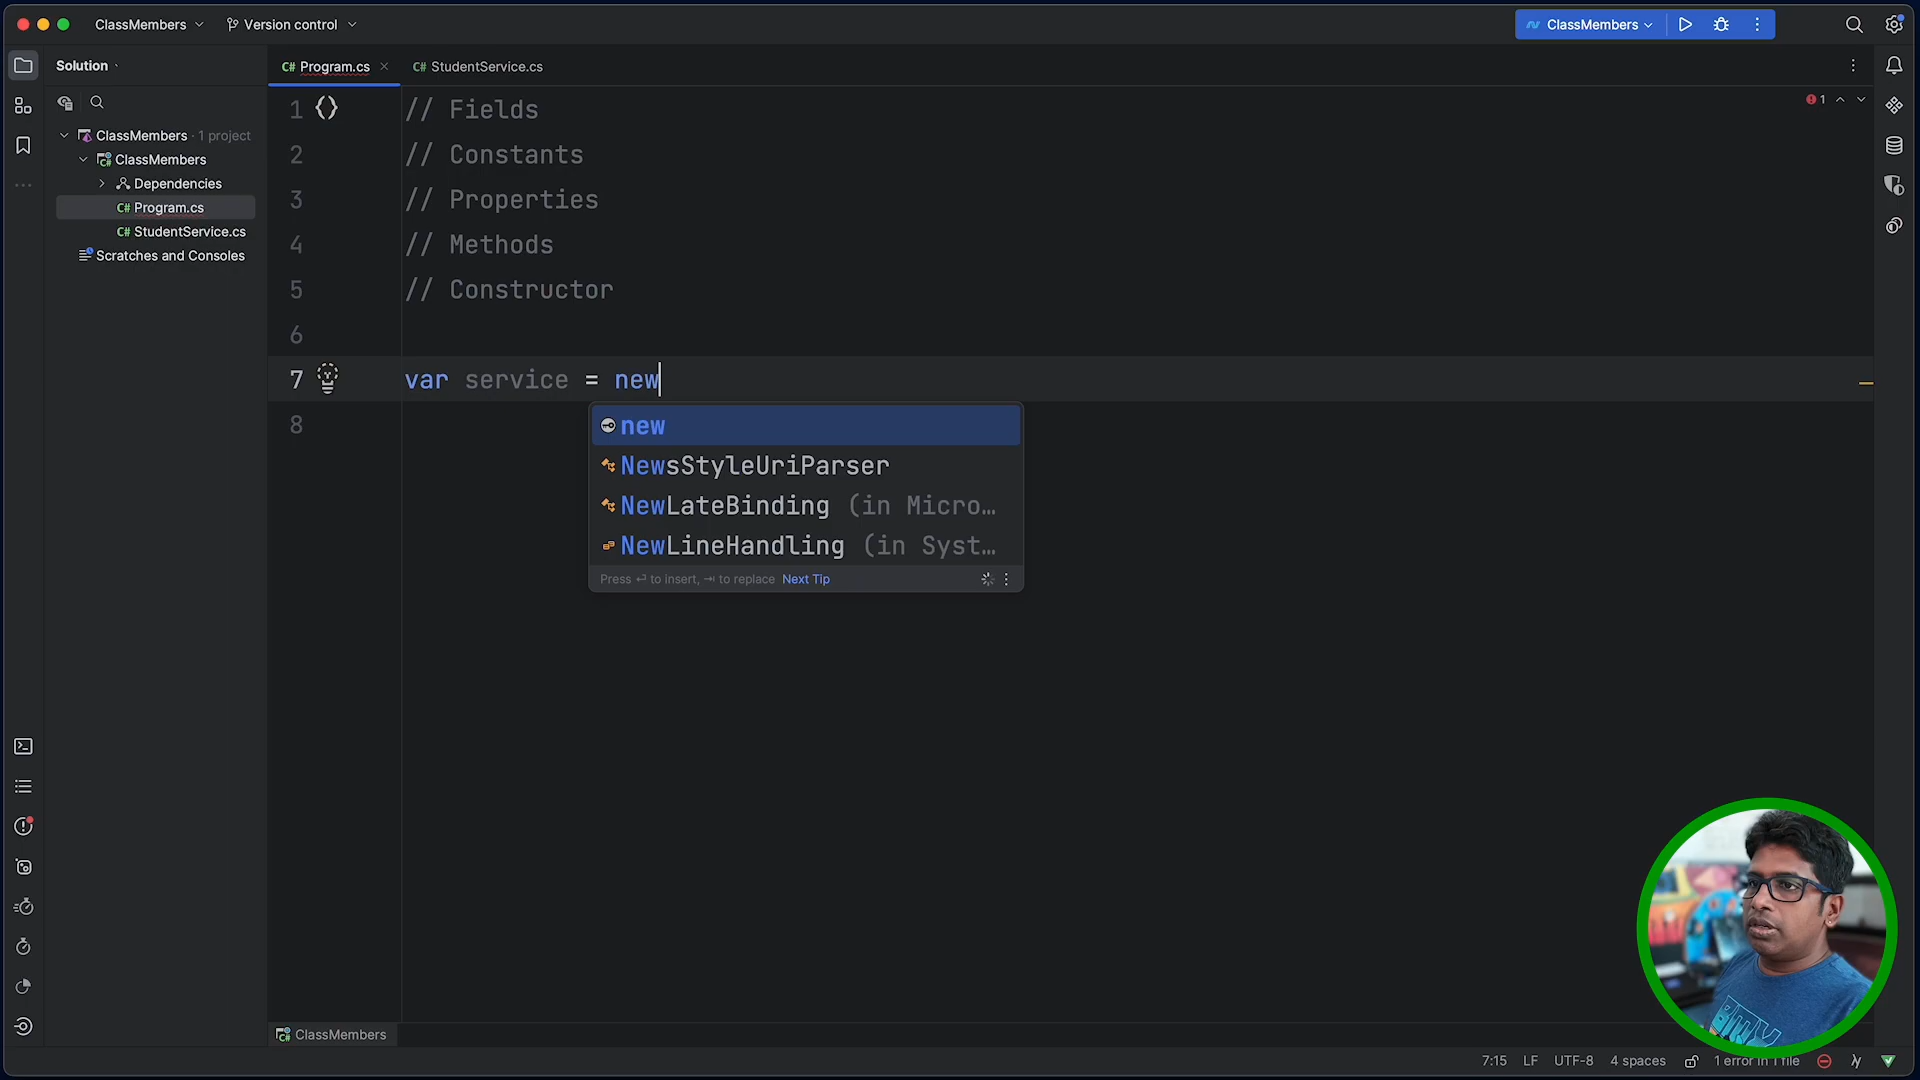 ClassMembers
Version control
ClassMembers
Solution
C# Program.cs
C# StudentService.cs
ClassMembers · 1 project
ClassMembers
Dependencies
C# Program.cs
C# StudentService.cs
Scratches and Consoles
1 // Fields
2 // Constants
3 // Properties
4 // Methods
5 // Constructor
6
7 var service = new
8
1
new
NewsStyleUriParser
NewLateBinding (in Micro…
NewLineHandling (in Syst…
Press ⏎ to insert, ⇥ to replace Next Tip
ClassMembers
7:15 LF UTF-8 4 spaces 1 error in 1 file